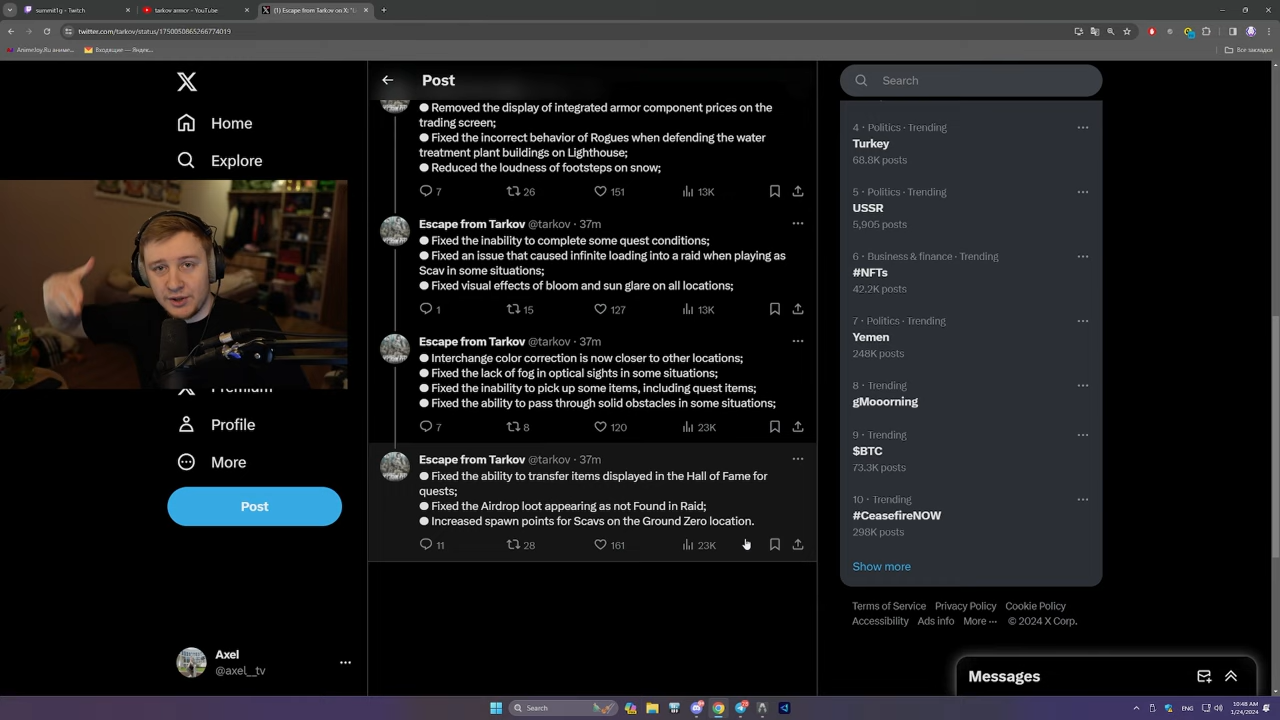 summit1g - Twitch
tarkov armor – YouTube
(1) Escape from Tarkov on X: "
twitter.com/tarkov/status/1750050865266774019
AnimeJoy.Ru аниме...
Входящие — Яндек...
Все закладки
Home
Explore
Premium
Profile
More
Post
Axel
@axel__tv
Post
● Removed the display of integrated armor component prices on the
trading screen;
● Fixed the incorrect behavior of Rogues when defending the water
treatment plant buildings on Lighthouse;
● Reduced the loudness of footsteps on snow;
7 26 151 13K
Escape from Tarkov @tarkov · 37m
● Fixed the inability to complete some quest conditions;
● Fixed an issue that caused infinite loading into a raid when playing as
Scav in some situations;
● Fixed visual effects of bloom and sun glare on all locations;
1 15 127 13K
Escape from Tarkov @tarkov · 37m
● Interchange color correction is now closer to other locations;
● Fixed the lack of fog in optical sights in some situations;
● Fixed the inability to pick up some items, including quest items;
● Fixed the ability to pass through solid obstacles in some situations;
7 8 120 23K
Escape from Tarkov @tarkov · 37m
● Fixed the ability to transfer items displayed in the Hall of Fame for
quests;
● Fixed the Airdrop loot appearing as not Found in Raid;
● Increased spawn points for Scavs on the Ground Zero location.
11 28 161 23K
Search
4 · Politics · Trending
Turkey
68.8K posts
5 · Politics · Trending
USSR
5,905 posts
6 · Business & finance · Trending
#NFTs
42.2K posts
7 · Politics · Trending
Yemen
248K posts
8 · Trending
gMooorning
9 · Trending
$BTC
73.3K posts
10 · Trending
#CeasefireNOW
298K posts
Show more
Terms of Service Privacy Policy Cookie Policy
Accessibility Ads info More ··· © 2024 X Corp.
Messages
Search
ENG
10:48 AM
1/24/2024